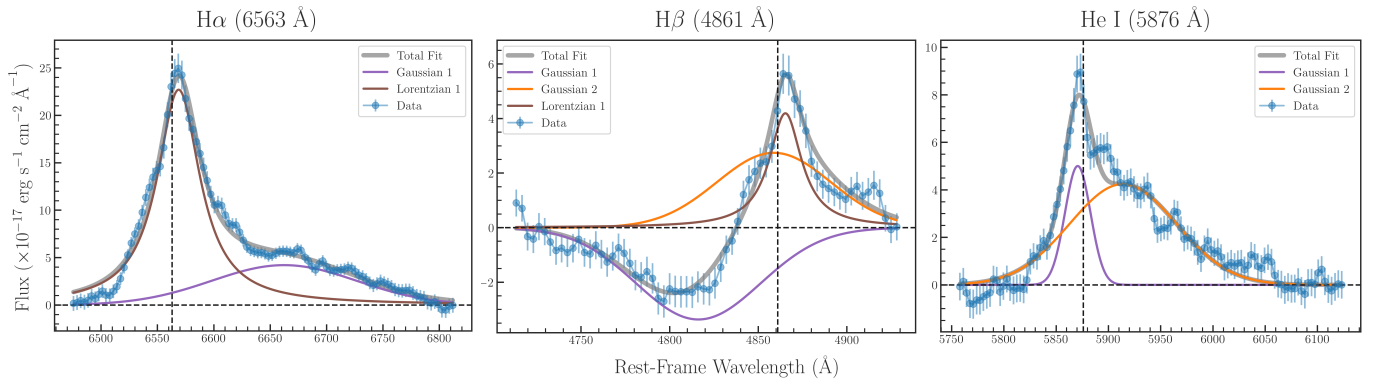 Hα (6563 Å)
Hβ (4861 Å)
He I (5876 Å)
Flux (×10⁻¹⁷ erg s⁻¹ cm⁻² Å⁻¹)
25
20
15
10
5
0
6500
6550
6600
6650
6700
6750
6800
Total Fit
Gaussian 1
Lorentzian 1
Data
6
4
2
0
−2
4750
4800
4850
4900
Total Fit
Gaussian 1
Gaussian 2
Lorentzian 1
Data
10
8
6
4
2
0
5750
5800
5850
5900
5950
6000
6050
6100
Total Fit
Gaussian 1
Gaussian 2
Data
Rest-Frame Wavelength (Å)